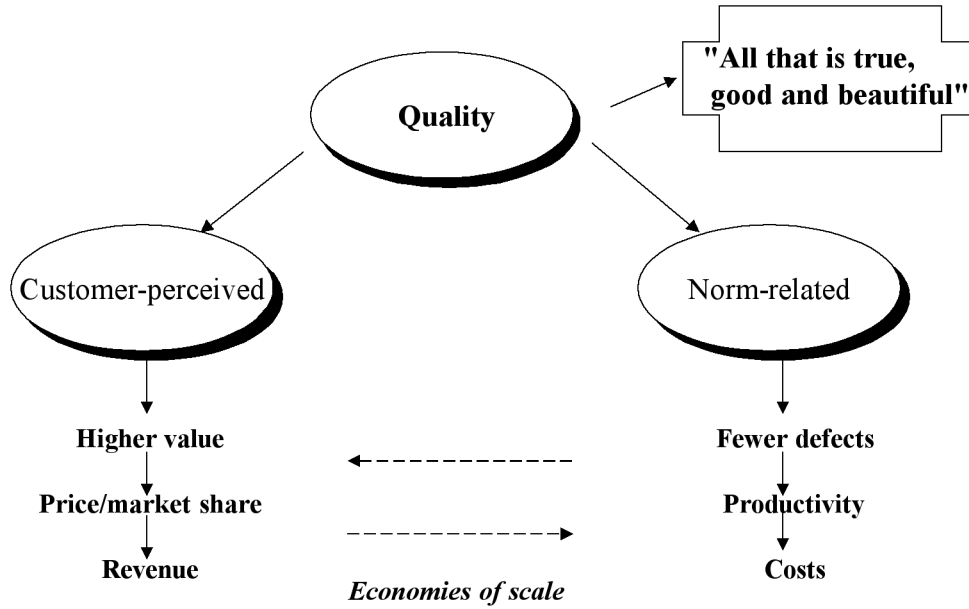 Quality
"All that is true,
good and beautiful"
Customer-perceived
Norm-related
Higher value
Fewer defects
Price/market share
Productivity
Revenue
Costs
Economies of scale